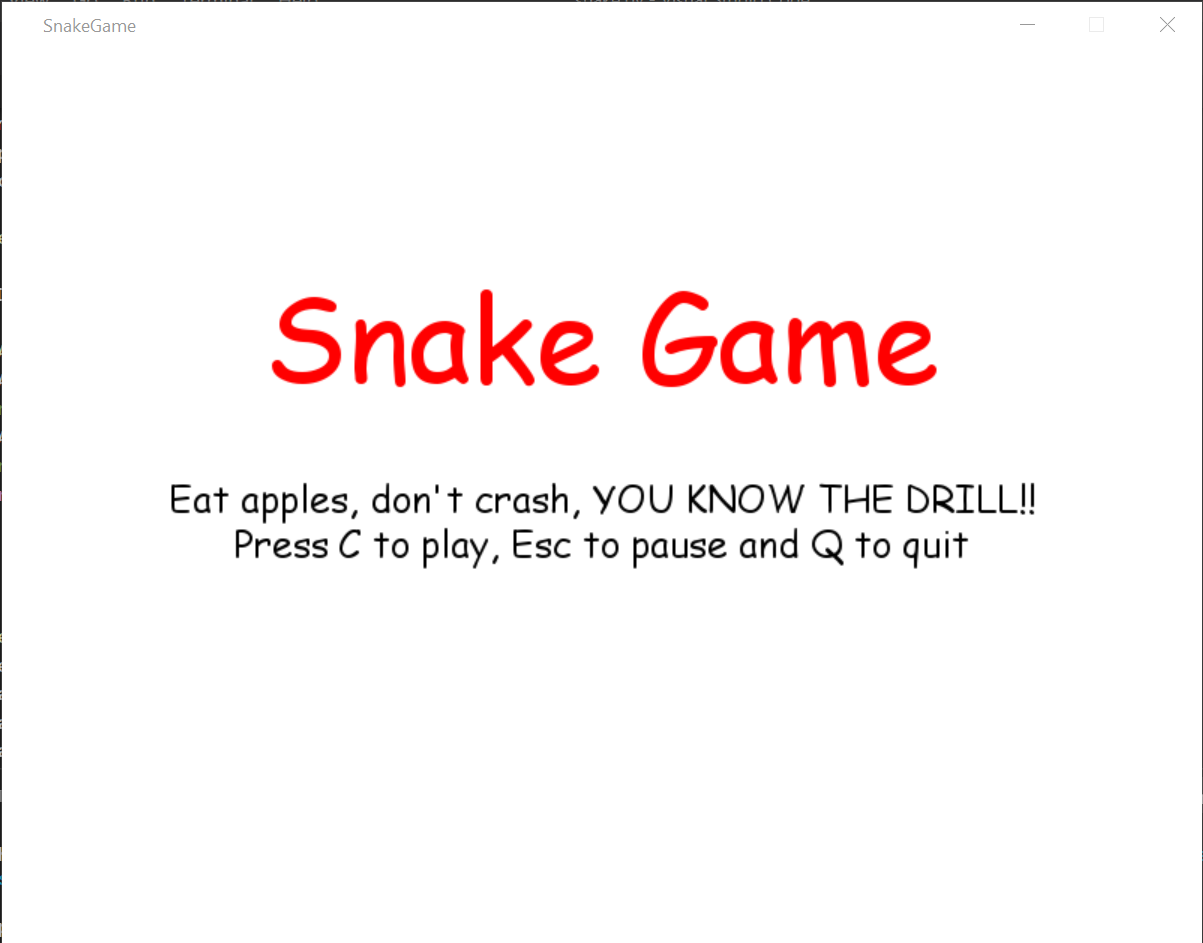 SnakeGame
Snake Game
Eat apples, don't crash, YOU KNOW THE DRILL!!
Press C to play, Esc to pause and Q to quit